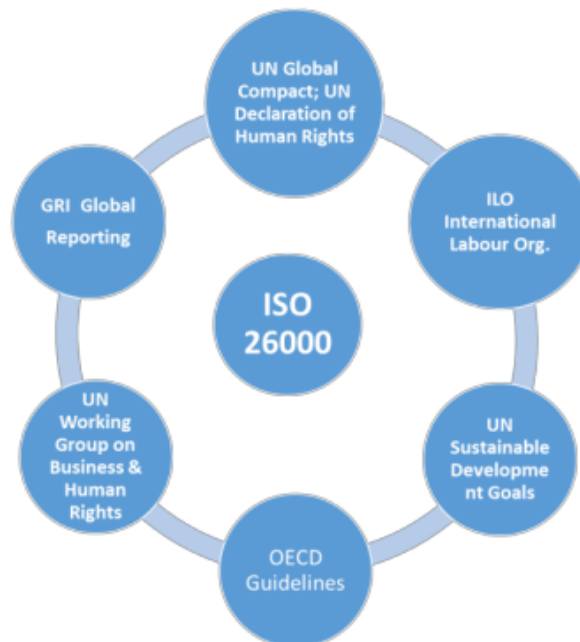 UN Global
Compact; UN
Declaration of
Human Rights
ILO
International
Labour Org.
UN
Sustainable
Developme
nt Goals
OECD
Guidelines
UN
Working
Group on
Business &
Human
Rights
GRI Global
Reporting
ISO
26000